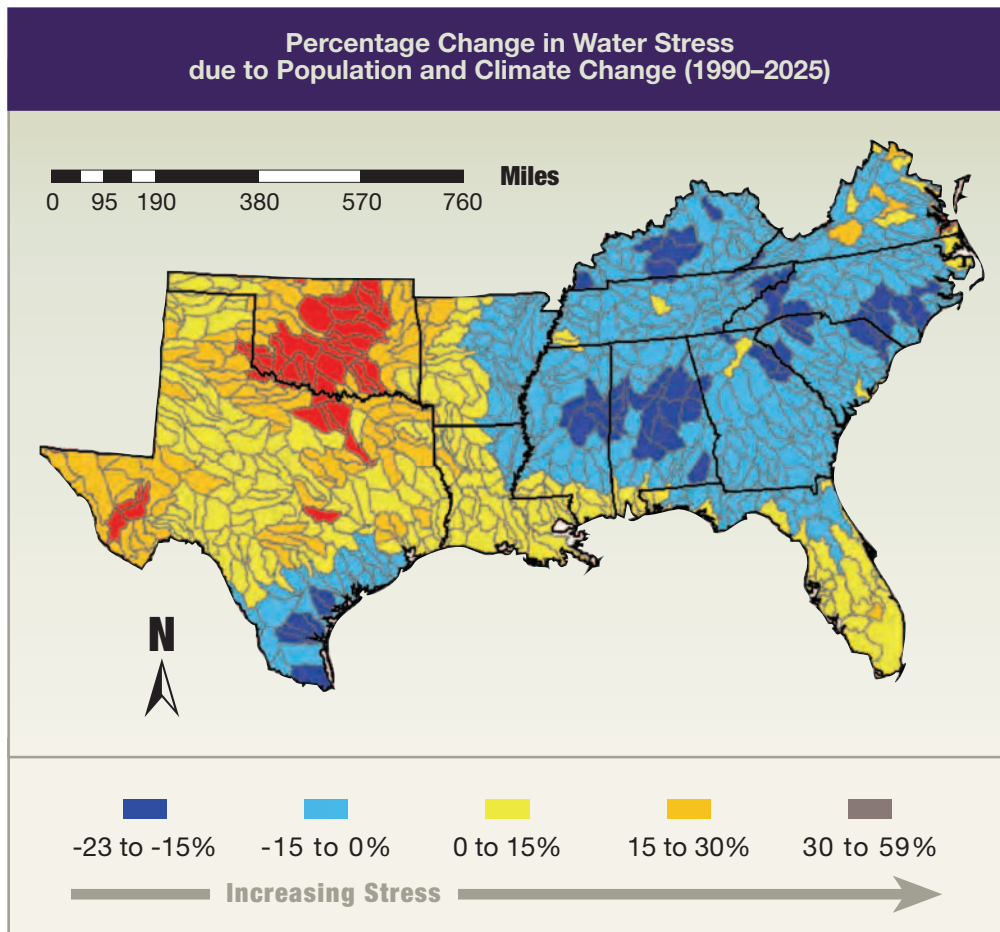 Percentage Change in Water Stress
due to Population and Climate Change (1990–2025)
Miles
0 95 190 380 570 760
N
-23 to -15% -15 to 0% 0 to 15% 15 to 30% 30 to 59%
Increasing Stress